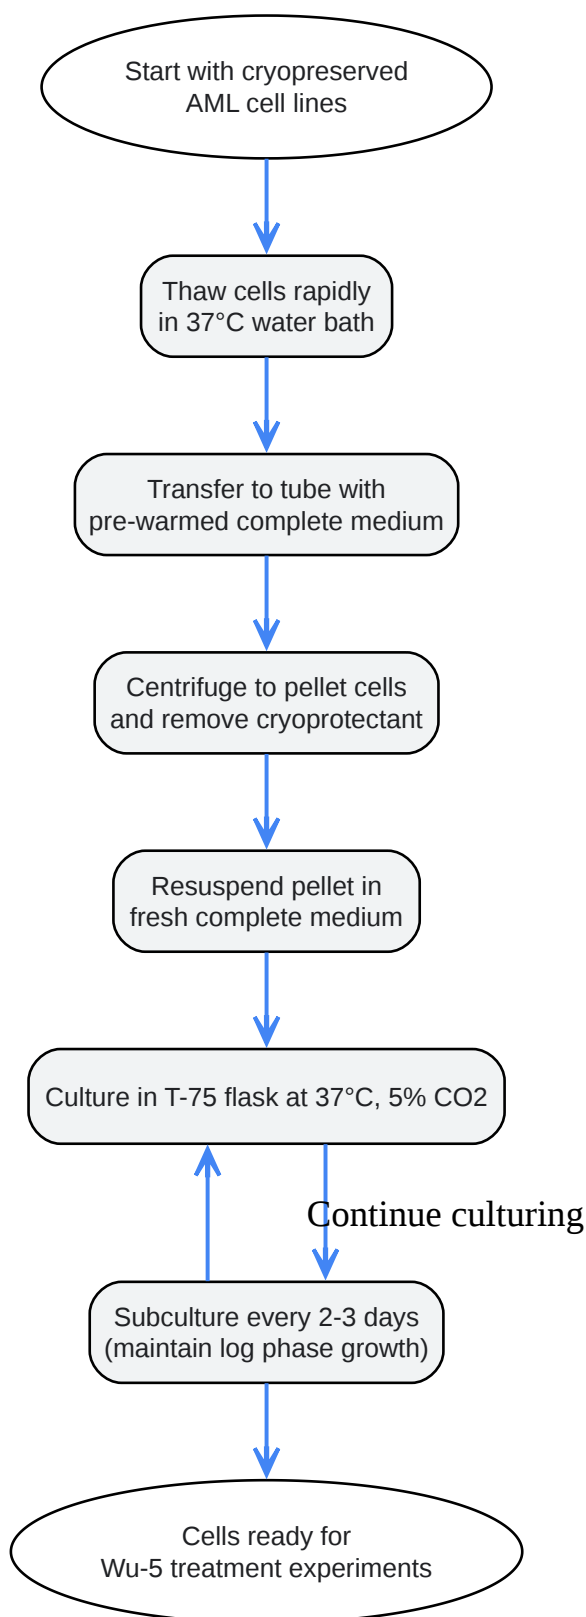 Start with cryopreserved
AML cell lines
Thaw cells rapidly
in 37°C water bath
Transfer to tube with
pre-warmed complete medium
Centrifuge to pellet cells
and remove cryoprotectant
Resuspend pellet in
fresh complete medium
Culture in T-75 flask at 37°C, 5% CO2
Continue culturing
Subculture every 2-3 days
(maintain log phase growth)
Cells ready for
Wu-5 treatment experiments